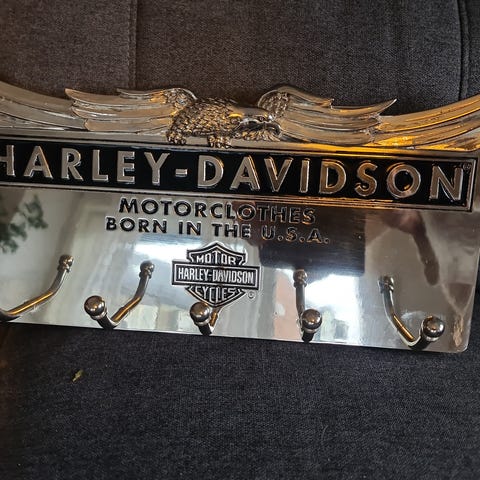 HARLEY-DAVIDSON
MOTORCLOTHES
BORN IN THE U.S.A.
MOTOR
HARLEY-DAVIDSON
CYCLES
©